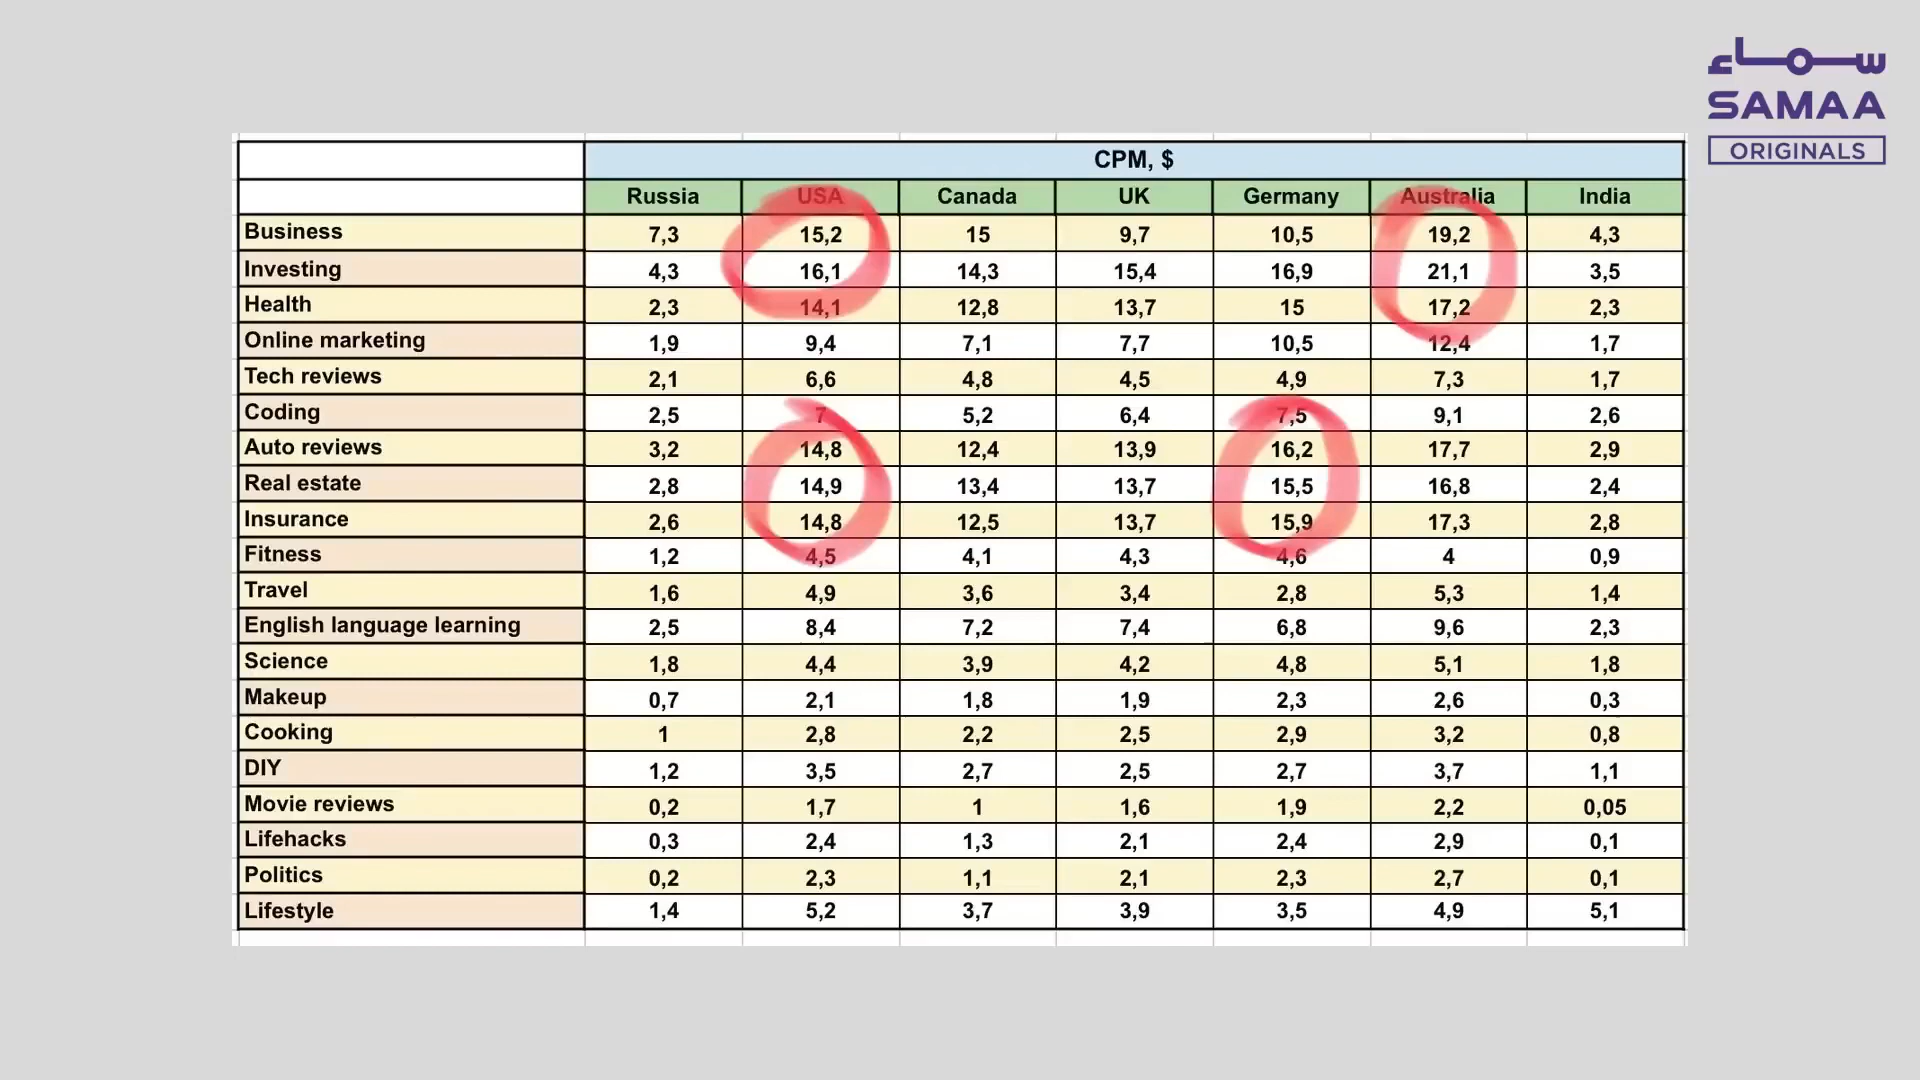 سماء
SAMAA
ORIGINALS
CPM, $
Russia USA Canada UK Germany Australia India
Business 7,3 15,2 15 9,7 10,5 19,2 4,3
Investing 4,3 16,1 14,3 15,4 16,9 21,1 3,5
Health 2,3 14,1 12,8 13,7 15 17,2 2,3
Online marketing 1,9 9,4 7,1 7,7 10,5 12,4 1,7
Tech reviews 2,1 6,6 4,8 4,5 4,9 7,3 1,7
Coding 2,5 7 5,2 6,4 7,5 9,1 2,6
Auto reviews 3,2 14,8 12,4 13,9 16,2 17,7 2,9
Real estate 2,8 14,9 13,4 13,7 15,5 16,8 2,4
Insurance 2,6 14,8 12,5 13,7 15,9 17,3 2,8
Fitness 1,2 4,5 4,1 4,3 4,6 4 0,9
Travel 1,6 4,9 3,6 3,4 2,8 5,3 1,4
English language learning 2,5 8,4 7,2 7,4 6,8 9,6 2,3
Science 1,8 4,4 3,9 4,2 4,8 5,1 1,8
Makeup 0,7 2,1 1,8 1,9 2,3 2,6 0,3
Cooking 1 2,8 2,2 2,5 2,9 3,2 0,8
DIY 1,2 3,5 2,7 2,5 2,7 3,7 1,1
Movie reviews 0,2 1,7 1 1,6 1,9 2,2 0,05
Lifehacks 0,3 2,4 1,3 2,1 2,4 2,9 0,1
Politics 0,2 2,3 1,1 2,1 2,3 2,7 0,1
Lifestyle 1,4 5,2 3,7 3,9 3,5 4,9 5,1